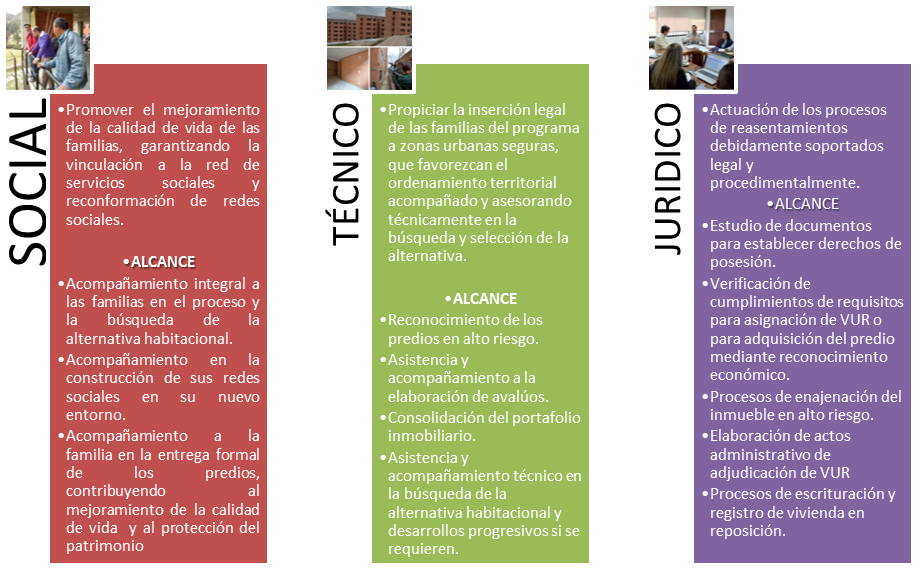 SOCIAL
•Promover el mejoramiento
de la calidad de vida de las
familias, garantizando la
vinculación a la red de
servicios sociales y
reconformación de redes
sociales.
•ALCANCE
•Acompañamiento integral a
las familias en el proceso y
la búsqueda de la
alternativa habitacional.
•Acompañamiento en la
construcción de sus redes
sociales en su nuevo
entorno.
•Acompañamiento a la
familia en la entrega formal
de los predios,
contribuyendo al
mejoramiento de la calidad
de vida y al protección del
patrimonio
TÉCNICO
•Propiciar la inserción legal
de las familias del programa
a zonas urbanas seguras,
que favorezcan el
ordenamiento territorial
acompañado y asesorando
técnicamente en la
búsqueda y selección de la
alternativa.
•ALCANCE
•Reconocimiento de los
predios en alto riesgo.
•Asistencia y
acompañamiento a la
elaboración de avalúos.
•Consolidación del portafolio
inmobiliario.
•Asistencia y
acompañamiento técnico en
la búsqueda de la
alternativa habitacional y
desarrollos progresivos si se
requieren.
JURIDICO
•Actuación de los procesos
de reasentamientos
debidamente soportados
legal y
procedimentalmente.
•ALCANCE
•Estudio de documentos
para establecer derechos de
posesión.
•Verificación de
cumplimientos de requisitos
para asignación de VUR o
para adquisición del predio
mediante reconocimiento
económico.
•Procesos de enajenación del
inmueble en alto riesgo.
•Elaboración de actos
administrativo de
adjudicación de VUR
•Procesos de escrituración y
registro de vivienda en
reposición.